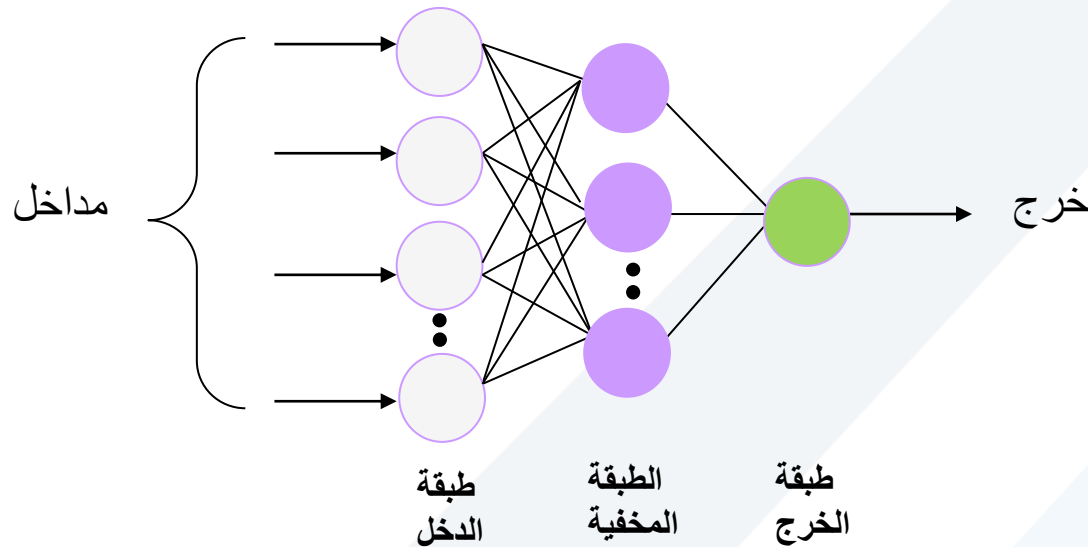 مداخل
خرج
طبقة
الدخل
الطبقة
المخفية
طبقة
الخرج